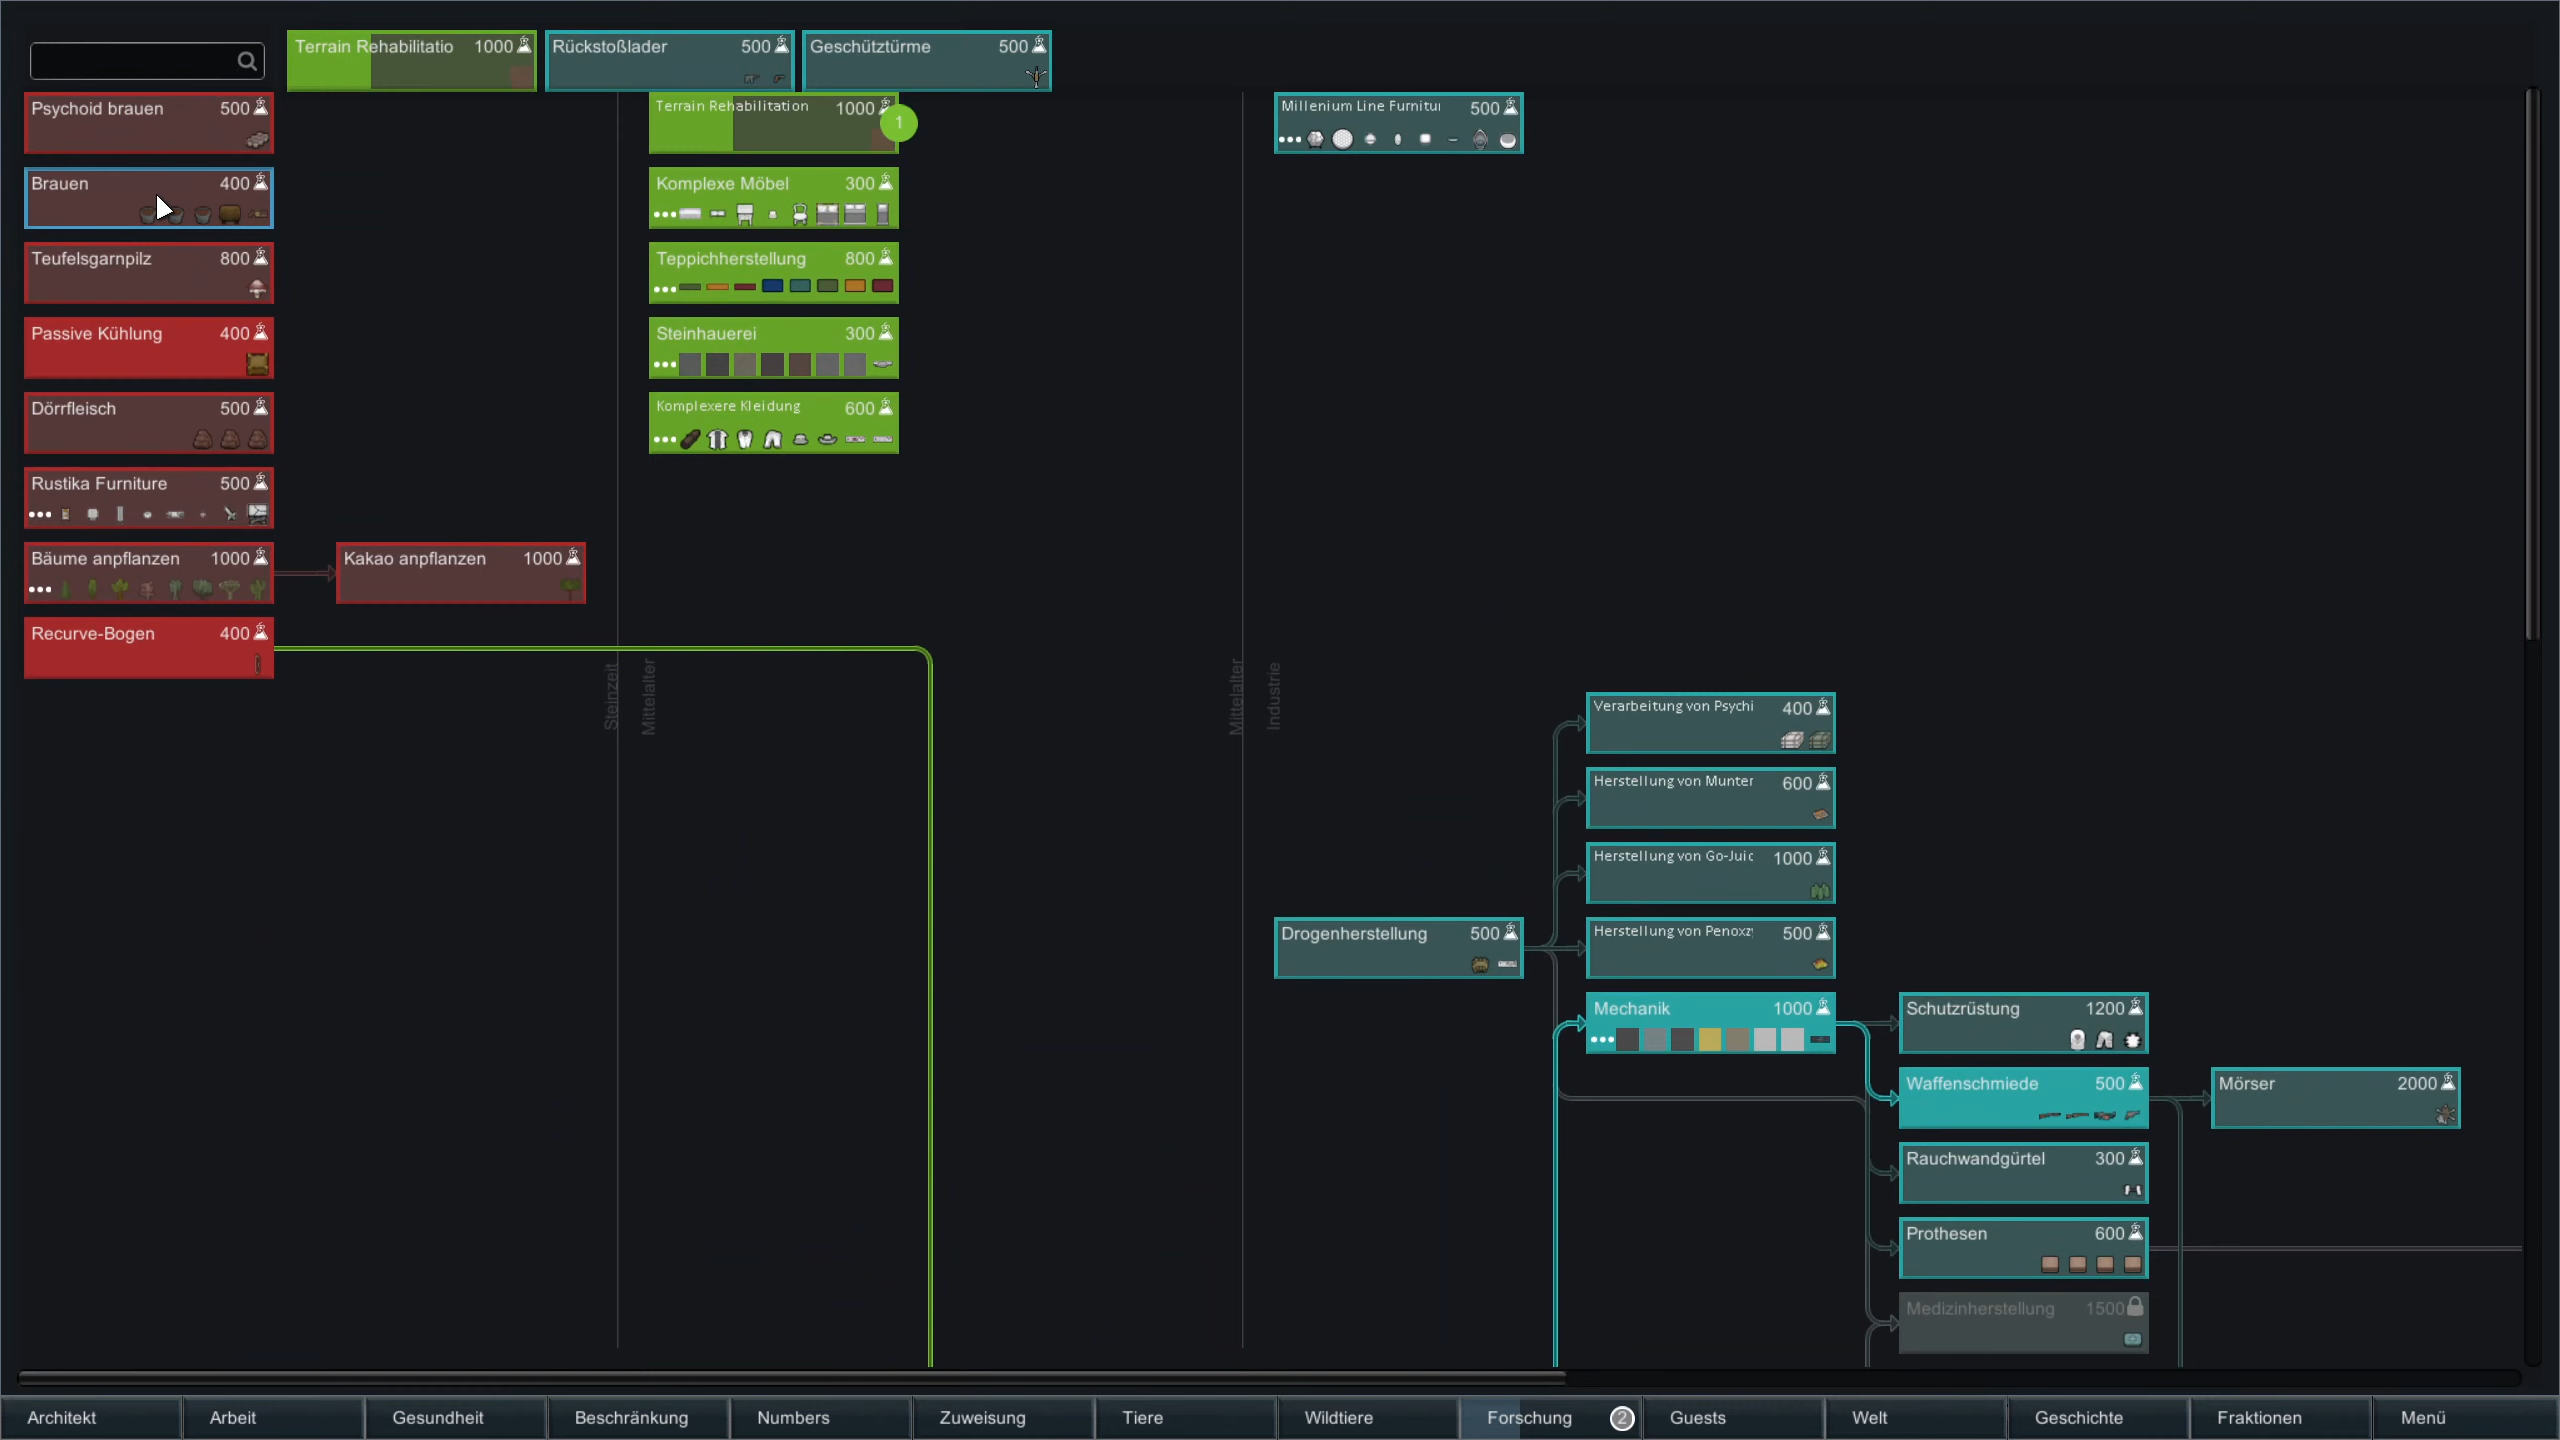 Terrain Rehabilitatio 1000
Rückstoßlader 500
Geschütztürme 500
Psychoid brauen 500
Terrain Rehabilitation 1000
1
Millenium Line Furnitu 500
Brauen 400
Komplexe Möbel 300
Teufelsgarnpilz 800
Teppichherstellung 800
Passive Kühlung 400
Steinhauerei 300
Dörrfleisch 500
Komplexere Kleidung 600
Rustika Furniture 500
Bäume anpflanzen 1000
Kakao anpflanzen 1000
Recurve-Bogen 400
Steinzeit
Mittelalter
Mittelalter
Industrie
Verarbeitung von Psychi 400
Herstellung von Munter 600
Herstellung von Go-Juic 1000
Drogenherstellung 500
Herstellung von Penoxz 500
Mechanik 1000
Schutzrüstung 1200
Waffenschmiede 500
Mörser 2000
Rauchwandgürtel 300
Prothesen 600
Medizinherstellung 1500
Architekt
Arbeit
Gesundheit
Beschränkung
Numbers
Zuweisung
Tiere
Wildtiere
Forschung 2
Guests
Welt
Geschichte
Fraktionen
Menü